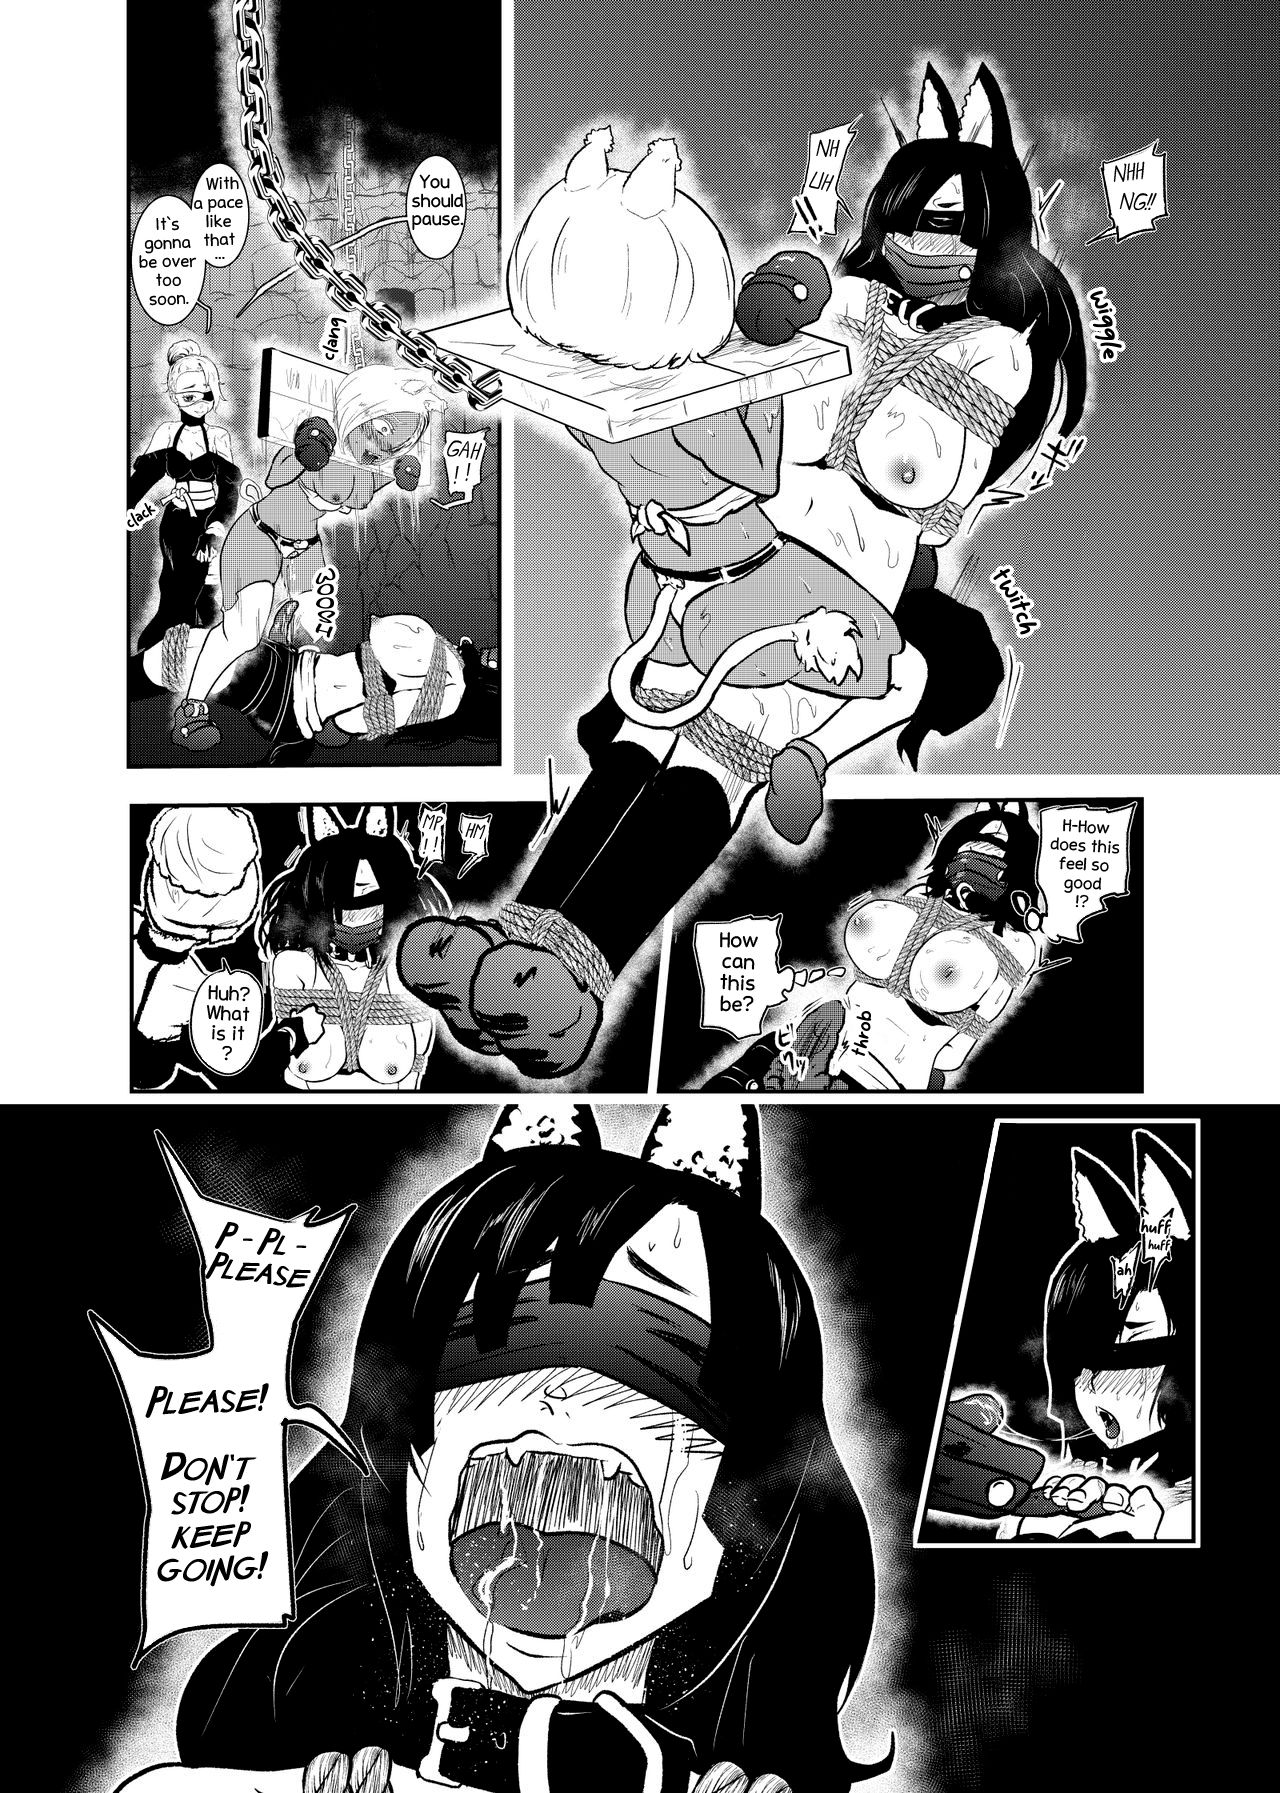 NHH
NG!!
NH
UH
!!
wiggle
twitch
You
should
pause.
With
a pace
like
that
...
It`s
gonna
be over
too
soon.
clang
GAH
!!
clack
H-How
does this
feel so
good
!?
How
can
this
be?
throb
HM
MP
!!
Huh?
What
is it
?
huff
huff
ah
P-PL-
PLEASE
PLEASE!
DON'T
STOP!
KEEP
GOING!